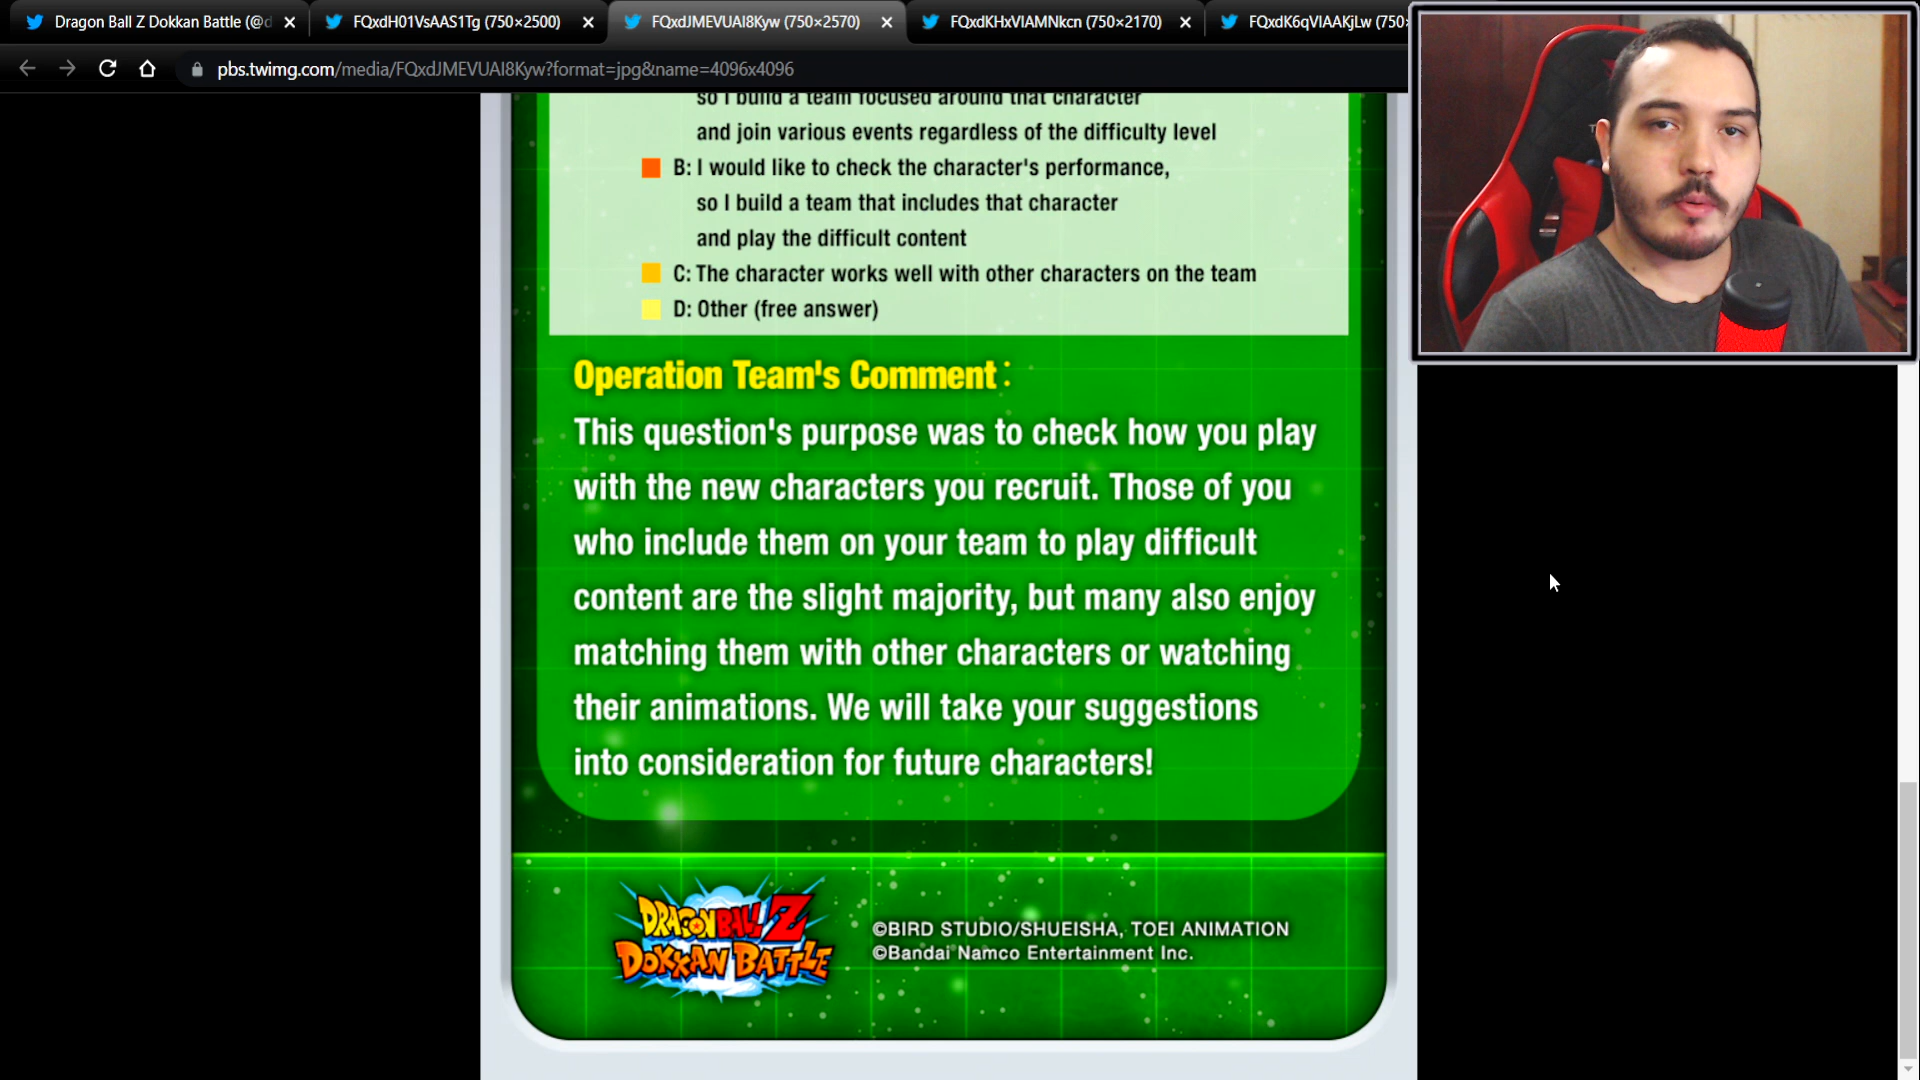 Dragon Ball Z Dokkan Battle (@d
FQxdH01VsAAS1Tg (750×2500)
FQxdJMEVUAI8Kyw (750×2570)
FQxdKHxVIAMNkcn (750×2170)
FQxdK6qVIAAKjLw (750×
pbs.twimg.com/media/FQxdJMEVUAI8Kyw?format=jpg&name=4096x4096
so I build a team focused around that character
and join various events regardless of the difficulty level
B: I would like to check the character's performance,
so I build a team that includes that character
and play the difficult content
C: The character works well with other characters on the team
D: Other (free answer)
Operation Team's Comment:
This question's purpose was to check how you play
with the new characters you recruit. Those of you
who include them on your team to play difficult
content are the slight majority, but many also enjoy
matching them with other characters or watching
their animations. We will take your suggestions
into consideration for future characters!
DRAGON BALL Z
DOKKAN BATTLE
©BIRD STUDIO/SHUEISHA, TOEI ANIMATION
©Bandai Namco Entertainment Inc.